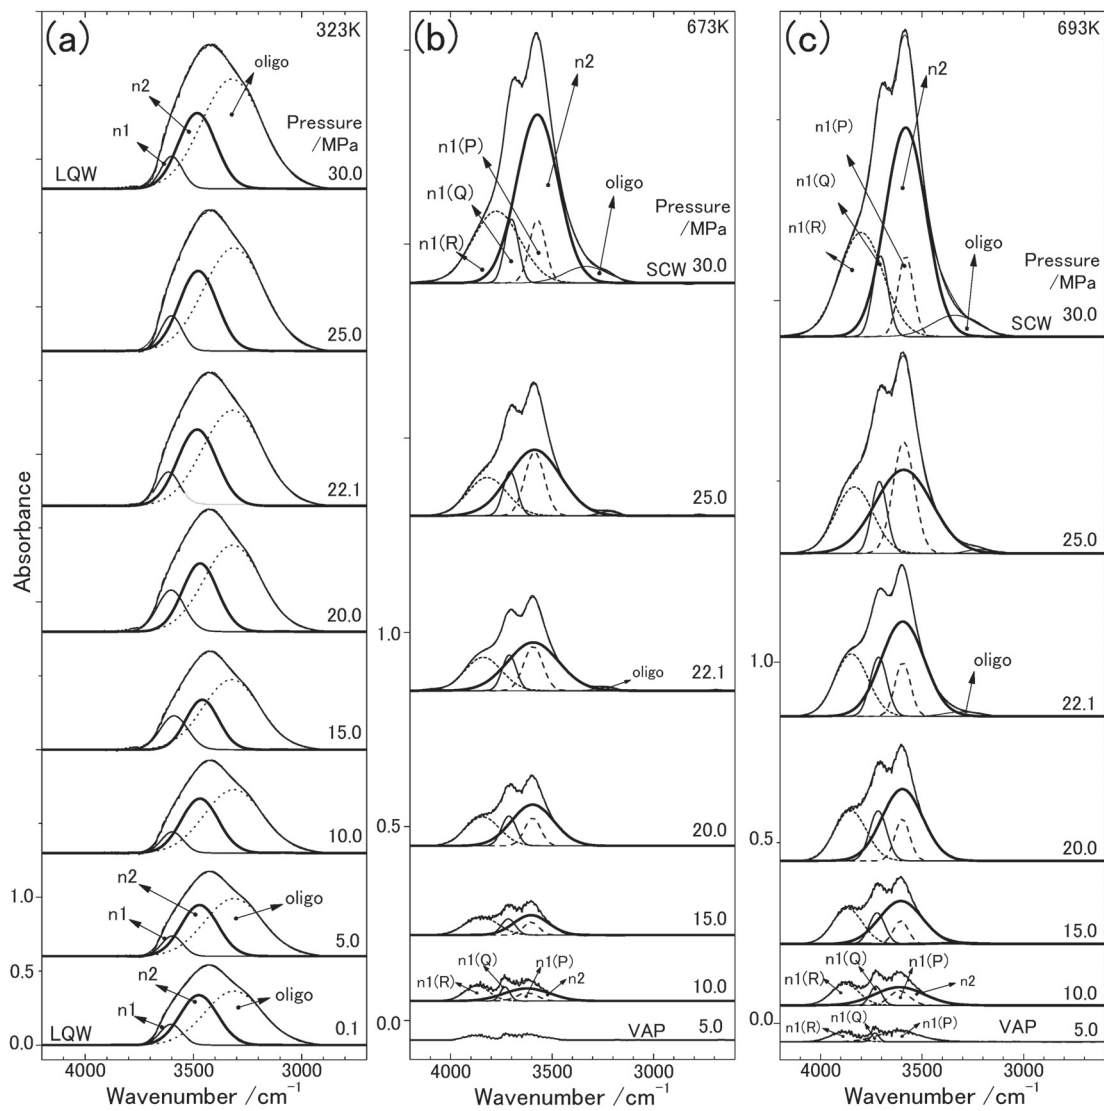 (a)
323K
n2
oligo
n1
Pressure
/MPa
LQW
30.0
25.0
22.1
20.0
15.0
10.0
1.0
n2
n1
oligo
5.0
0.5
n2
n1
oligo
LQW
0.1
0.0
4000
3500
3000
Wavenumber /cm⁻¹
Absorbance
(b)
673K
n2
n1(P)
n1(Q)
oligo
n1(R)
Pressure
/MPa
SCW
30.0
25.0
1.0
oligo
22.1
0.5
20.0
15.0
n1(Q)
n1(P)
n1(R)
n2
10.0
0.0
VAP
5.0
4000
3500
3000
Wavenumber /cm⁻¹
(c)
693K
n2
n1(P)
n1(Q)
n1(R)
oligo
Pressure
/MPa
SCW
30.0
25.0
1.0
oligo
22.1
0.5
20.0
15.0
n1(Q)
n1(P)
n1(R)
n2
10.0
0.0
n1(R)
n1(Q)
n1(P)
VAP
5.0
4000
3500
3000
Wavenumber /cm⁻¹